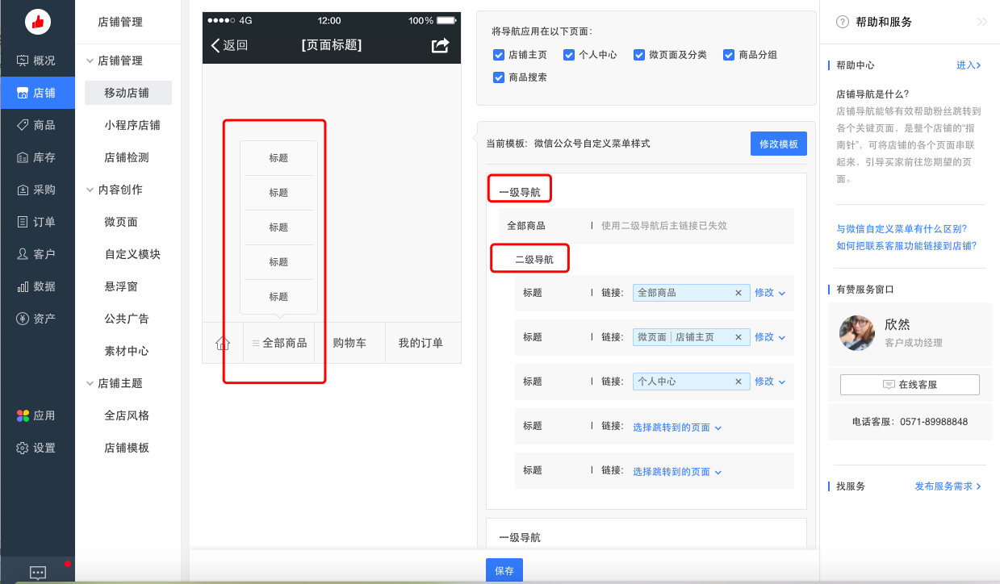 概况
店铺
商品
库存
采购
订单
客户
数据
资产
应用
设置
店铺管理
店铺管理
移动店铺
小程序店铺
店铺检测
内容创作
微页面
自定义模块
悬浮窗
公共广告
素材中心
店铺主题
全店风格
店铺模板
4G 12:00 100%
返回 [页面标题]
标题
标题
标题
标题
标题
全部商品 购物车 我的订单
将导航应用在以下页面：
店铺主页 个人中心 微页面及分类 商品分组
商品搜索
当前模板：微信公众号自定义菜单样式 修改模板
一级导航
全部商品 | 使用二级导航后主链接已失效
二级导航
标题 | 链接： 全部商品 × 修改
标题 | 链接： 微页面 | 店铺主页 × 修改
标题 | 链接： 个人中心 × 修改
标题 | 链接： 选择跳转到的页面
标题 | 链接： 选择跳转到的页面
一级导航
保存
? 帮助和服务
帮助中心 进入
店铺导航是什么?
店铺导航能够有效帮助粉丝跳转到
各个关键页面，是整个店铺的“指
南针”，可将店铺的各个页面串联
起来，引导买家前往您期望的页
面。
与微信自定义菜单有什么区别?
如何把联系客服功能链接到店铺?
有赞服务窗口
欣然
客户成功经理
在线客服
电话客服：0571-89988848
找服务 发布服务需求